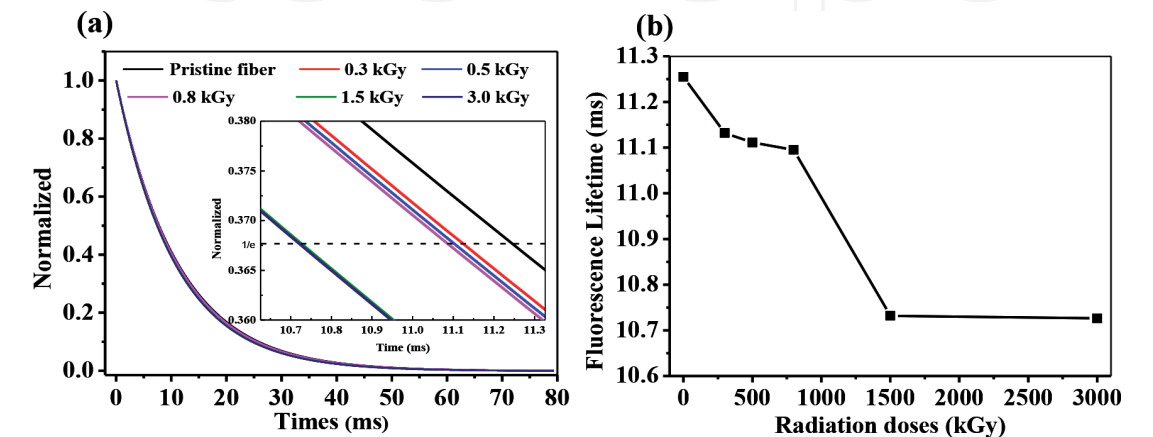 (a)
Pristine fiber 0.3 kGy 0.5 kGy
0.8 kGy 1.5 kGy 3.0 kGy
Normalized
1.0
0.8
0.6
0.4
0.2
0.0
0 10 20 30 40 50 60 70 80
Times (ms)
Normalized
0.380
0.375
0.370
1/e
0.365
0.360
10.7 10.8 10.9 11.0 11.1 11.2 11.3
Time (ms)
(b)
Fluorescence Lifetime (ms)
11.3
11.2
11.1
11.0
10.9
10.8
10.7
10.6
0 500 1000 1500 2000 2500 3000
Radiation doses (kGy)